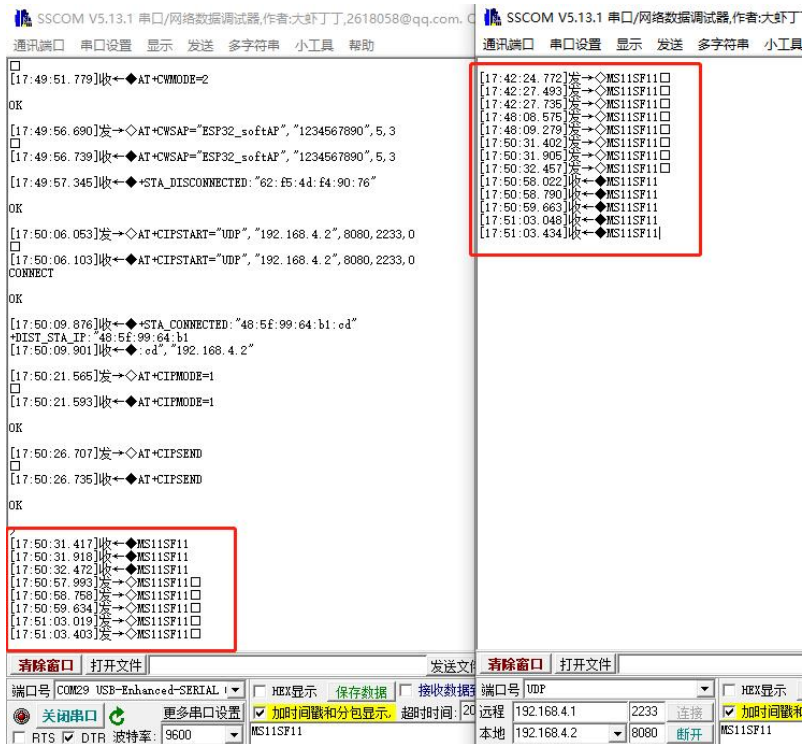 SSCOM V5.13.1 串口/网络数据调试器,作者:大虾丁丁,2618058@qq.com.
通讯端口 串口设置 显示 发送 多字符串 小工具 帮助
□
[17:49:51.779]收←◆AT+CWMODE=2
OK
[17:49:56.690]发→◇AT+CWSAP="ESP32_softAP","1234567890",5,3
□
[17:49:56.739]收←◆AT+CWSAP="ESP32_softAP","1234567890",5,3
[17:49:57.345]收←◆+STA_DISCONNECTED:"62:f5:4d:f4:90:76"
OK
[17:50:06.053]发→◇AT+CIPSTART="UDP","192.168.4.2",8080,2233,0
□
[17:50:06.103]收←◆AT+CIPSTART="UDP","192.168.4.2",8080,2233,0
CONNECT
OK
[17:50:09.876]收←◆+STA_CONNECTED:"48:5f:99:64:b1:cd"
+DIST_STA_IP:"48:5f:99:64:b1
[17:50:09.901]收←◆:cd","192.168.4.2"
[17:50:21.565]发→◇AT+CIPMODE=1
□
[17:50:21.593]收←◆AT+CIPMODE=1
OK
[17:50:26.707]发→◇AT+CIPSEND
□
[17:50:26.735]收←◆AT+CIPSEND
OK
[17:50:31.417]收←◆MS11SF11
[17:50:31.918]收←◆MS11SF11
[17:50:32.472]收←◆MS11SF11
[17:50:57.993]发→◇MS11SF11□
[17:50:58.758]发→◇MS11SF11□
[17:50:59.634]发→◇MS11SF11□
[17:51:03.019]发→◇MS11SF11□
[17:51:03.403]发→◇MS11SF11□
清除窗口 打开文件 发送文
端口号 COM29 USB-Enhanced-SERIAL HEX显示 保存数据 接收数据
关闭串口 更多串口设置 加时间戳和分包显示, 超时时间: 20
RTS DTR 波特率: 9600 MS11SF11
SSCOM V5.13.1 串口/网络数据调试器,作者:大虾丁
通讯端口 串口设置 显示 发送 多字符串 小工具
[17:42:24.772]发→◇MS11SF11□
[17:42:27.493]发→◇MS11SF11□
[17:42:27.735]发→◇MS11SF11□
[17:48:08.575]发→◇MS11SF11□
[17:48:09.279]发→◇MS11SF11□
[17:50:31.402]发→◇MS11SF11□
[17:50:31.905]发→◇MS11SF11□
[17:50:32.457]发→◇MS11SF11□
[17:50:58.022]收←◆MS11SF11
[17:50:58.790]收←◆MS11SF11
[17:50:59.663]收←◆MS11SF11
[17:51:03.048]收←◆MS11SF11
[17:51:03.434]收←◆MS11SF11
清除窗口 打开文件
端口号 UDP HEX显示
远程 192.168.4.1 2233 连接 加时间戳和
本地 192.168.4.2 8080 断开 MS11SF11